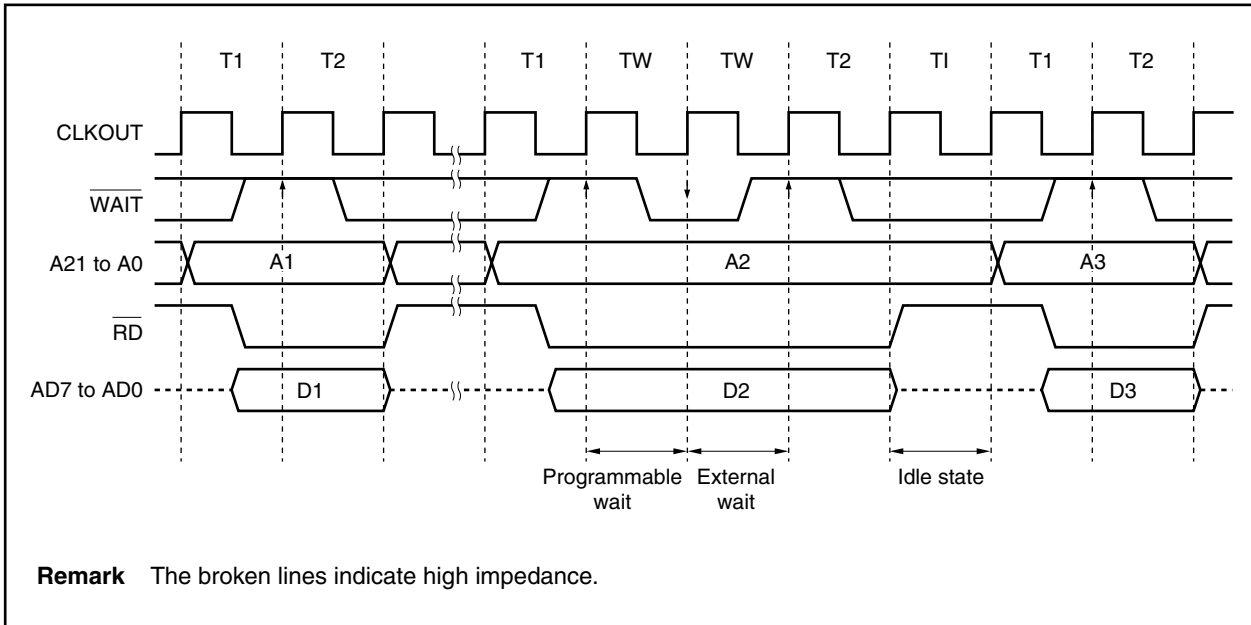 T1 T2 T1 TW TW T2 TI T1 T2
CLKOUT
WAIT
A21 to A0 A1 A2 A3
RD
AD7 to AD0 D1 D2 D3
Programmable wait
External wait
Idle state
Remark The broken lines indicate high impedance.